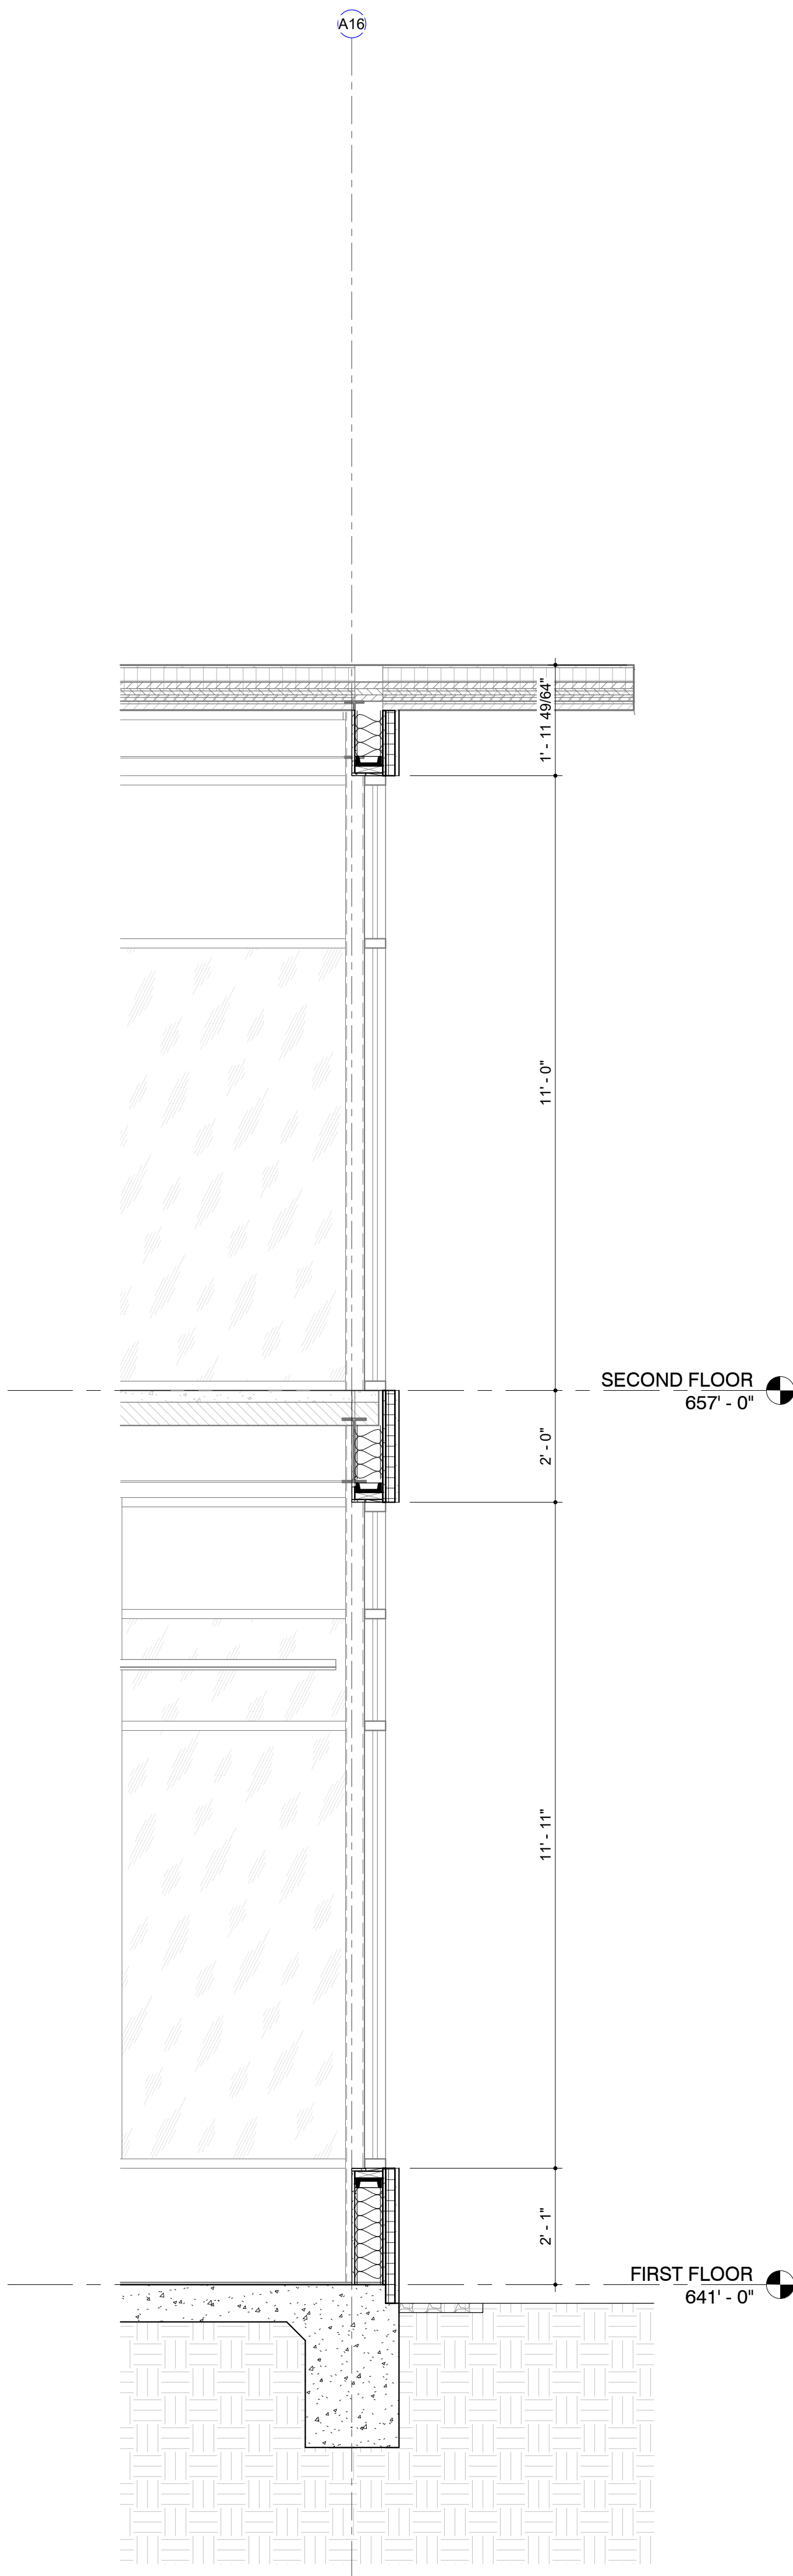 A16
1' - 11 49/64"
11' - 0"
SECOND FLOOR
657' - 0"
2' - 0"
11' - 11"
2' - 1"
FIRST FLOOR
641' - 0"